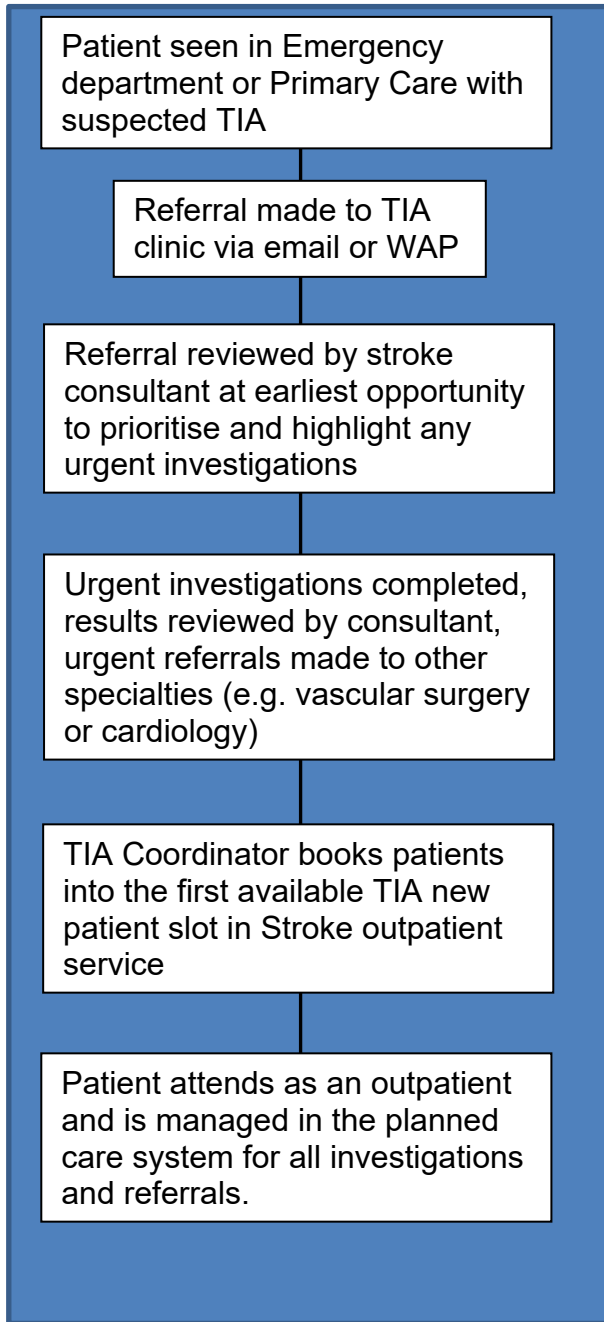 Patient seen in Emergency
department or Primary Care with
suspected TIA
Referral made to TIA
clinic via email or WAP
Referral reviewed by stroke
consultant at earliest opportunity
to prioritise and highlight any
urgent investigations
Urgent investigations completed,
results reviewed by consultant,
urgent referrals made to other
specialties (e.g. vascular surgery
or cardiology)
TIA Coordinator books patients
into the first available TIA new
patient slot in Stroke outpatient
service
Patient attends as an outpatient
and is managed in the planned
care system for all investigations
and referrals.